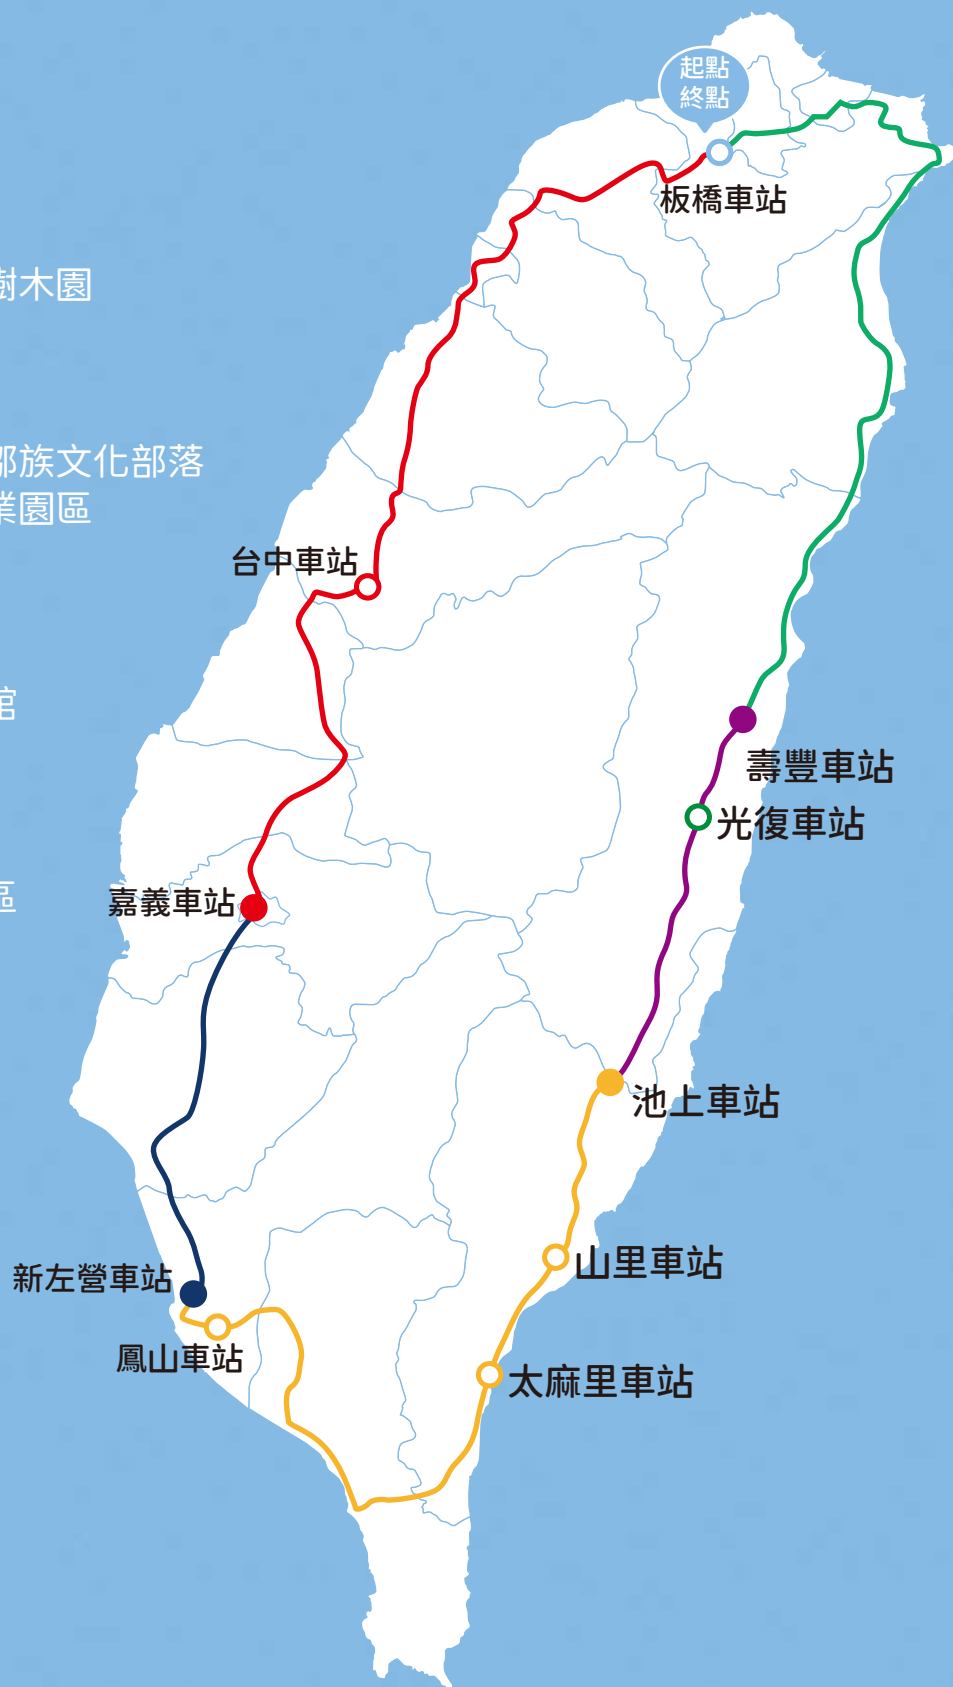 起點
終點
板橋車站
樹木園
鄒族文化部落
業園區
台中車站
館
壽豐車站
光復車站
區
嘉義車站
池上車站
山里車站
新左營車站
鳳山車站
太麻里車站